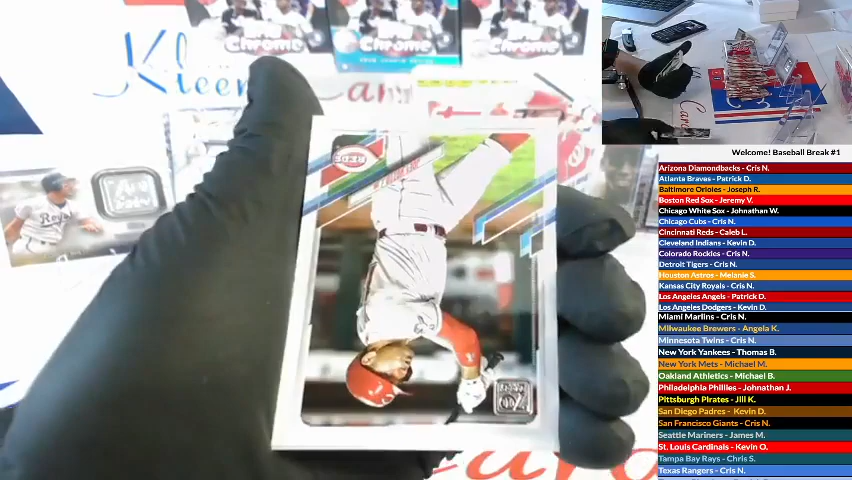 Chrome
Chrome
Chrome
Kleen
REDS
Royals
70
Welcome! Baseball Break #1
Arizona Diamondbacks - Cris N.
Atlanta Braves - Patrick D.
Baltimore Orioles - Joseph R.
Boston Red Sox - Jeremy V.
Chicago White Sox - Johnathan W.
Chicago Cubs - Cris N.
Cincinnati Reds - Caleb L.
Cleveland Indians - Kevin D.
Colorado Rockies - Cris N.
Detroit Tigers - Cris N.
Houston Astros - Melanie S.
Kansas City Royals - Cris N.
Los Angeles Angels - Patrick D.
Los Angeles Dodgers - Kevin D.
Miami Marlins - Cris N.
Milwaukee Brewers - Angela K.
Minnesota Twins - Cris N.
New York Yankees - Thomas B.
New York Mets - Michael M.
Oakland Athletics - Michael B.
Philadelphia Phillies - Johnathan J.
Pittsburgh Pirates - Jill K.
San Diego Padres - Kevin D.
San Francisco Giants - Cris N.
Seattle Mariners - James M.
St. Louis Cardinals - Kevin O.
Tampa Bay Rays - Chris S.
Texas Rangers - Cris N.